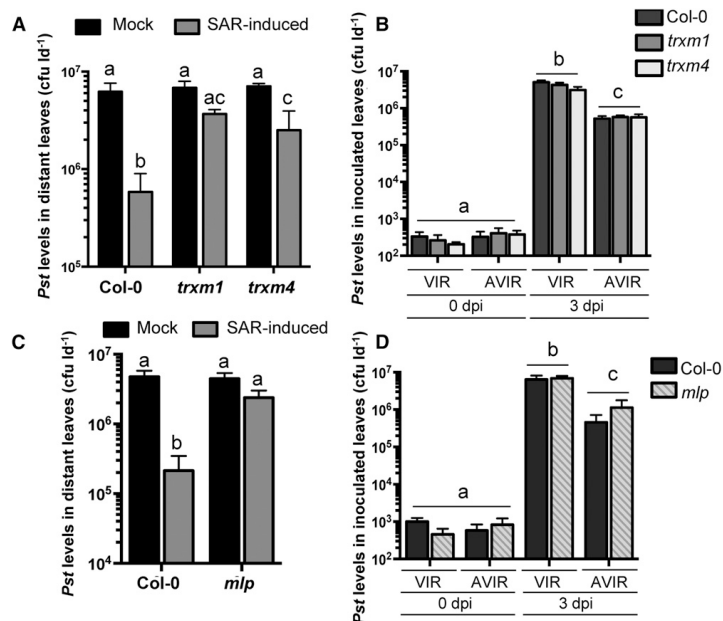 A
Mock SAR-induced
Pst levels in distant leaves (cfu ld-1)
10^7
10^6
10^5
a b a ac a c
Col-0 trxm1 trxm4
B
Col-0
trxm1
trxm4
Pst levels in inoculated leaves (cfu ld-1)
10^7
10^6
10^5
10^4
10^3
10^2
a b c
VIR AVIR VIR AVIR
0 dpi 3 dpi
C
Mock SAR-induced
Pst levels in distant leaves (cfu ld-1)
10^7
10^6
10^5
10^4
a b a a
Col-0 mlp
D
Col-0
mlp
Pst levels in inoculated leaves (cfu ld-1)
10^7
10^6
10^5
10^4
10^3
10^2
a b c
VIR AVIR VIR AVIR
0 dpi 3 dpi